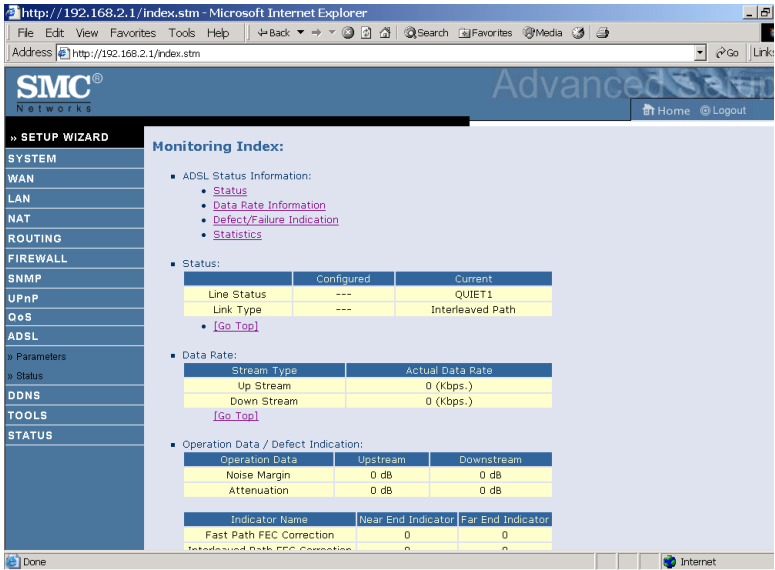 http://192.168.2.1/index.stm - Microsoft Internet Explorer
File Edit View Favorites Tools Help Back Search Favorites Media
Address http://192.168.2.1/index.stm Go Links
SMC®
Networks
Advanced Setup
Home Logout
» SETUP WIZARD
SYSTEM
WAN
LAN
NAT
ROUTING
FIREWALL
SNMP
UPnP
QoS
ADSL
» Parameters
» Status
DDNS
TOOLS
STATUS
Monitoring Index:
ADSL Status Information:
Status
Data Rate Information
Defect/Failure Indication
Statistics
Status:
Configured Current
Line Status --- QUIET1
Link Type --- Interleaved Path
[Go Top]
Data Rate:
Stream Type Actual Data Rate
Up Stream 0 (Kbps.)
Down Stream 0 (Kbps.)
[Go Top]
Operation Data / Defect Indication:
Operation Data Upstream Downstream
Noise Margin 0 dB 0 dB
Attenuation 0 dB 0 dB
Indicator Name Near End Indicator Far End Indicator
Fast Path FEC Correction 0 0
Interleaved Path FEC Correction 0 0
Done Internet